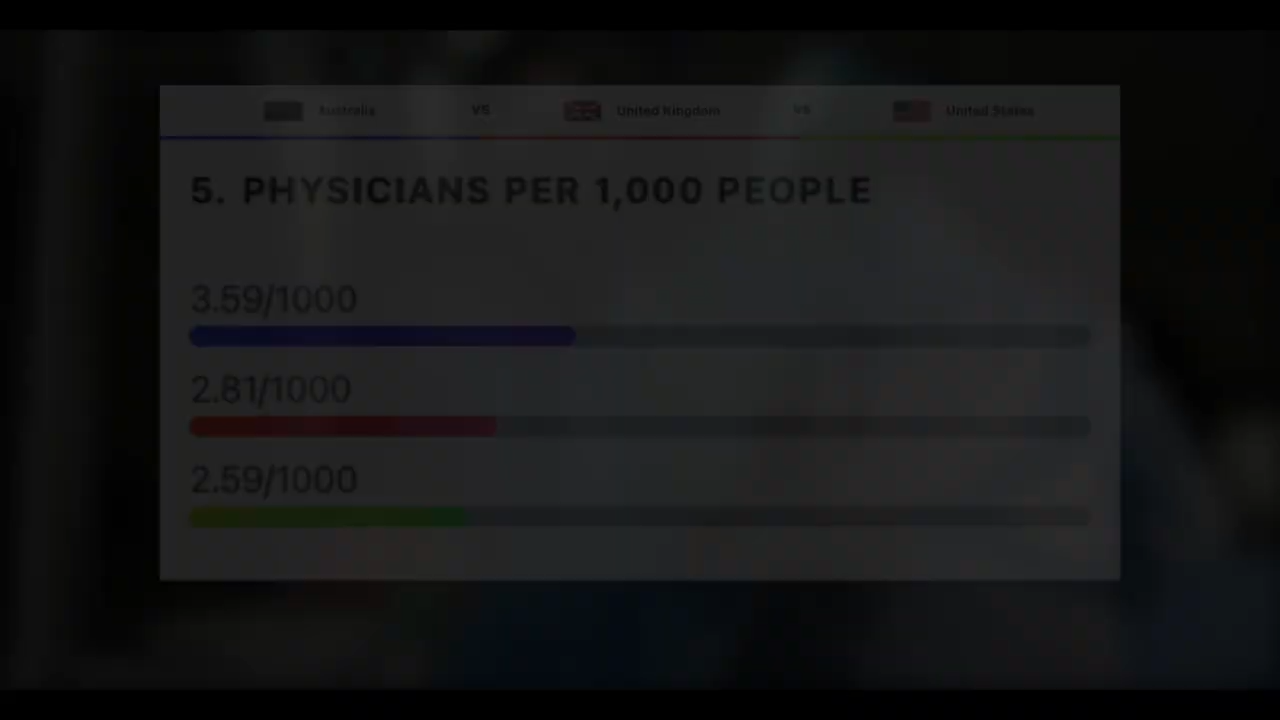 Australia VS United Kingdom VS United States
5. PHYSICIANS PER 1,000 PEOPLE
3.59/1000
2.81/1000
2.59/1000